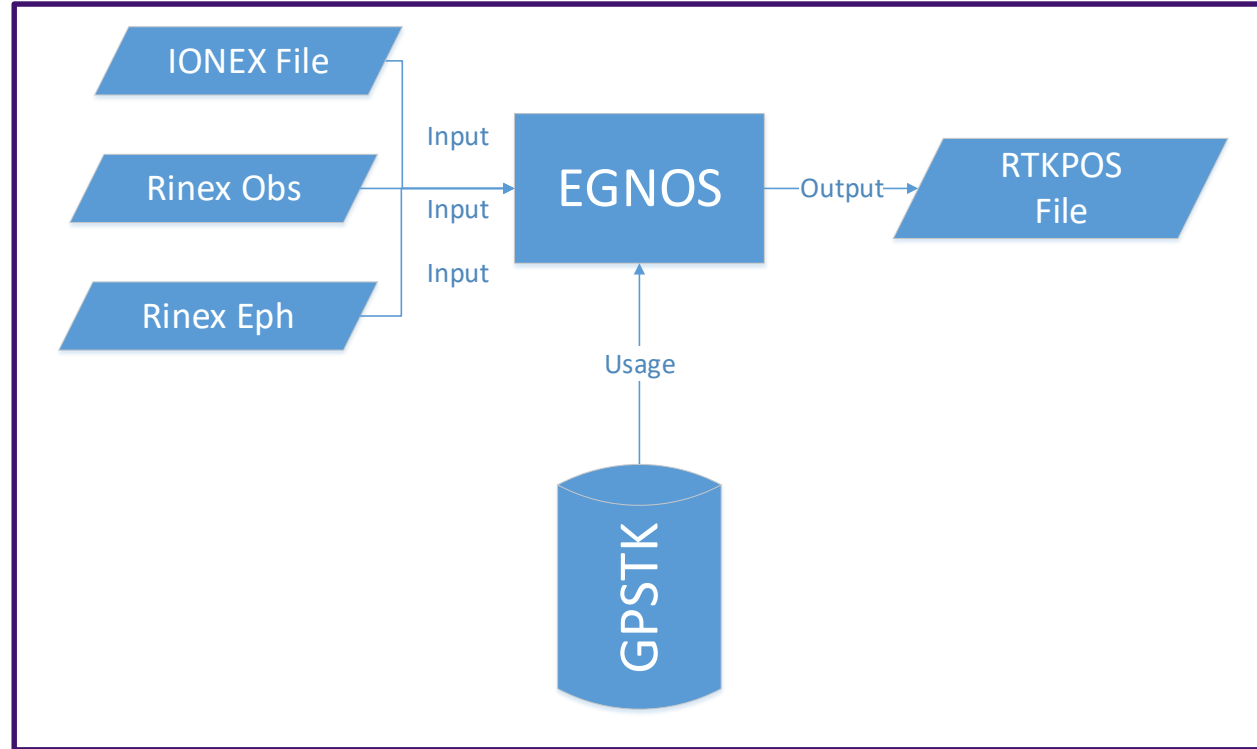 IONEX File
Input
Rinex Obs
Input
Rinex Eph
Input
EGNOS
Output
RTKPOS
File
Usage
GPSTK